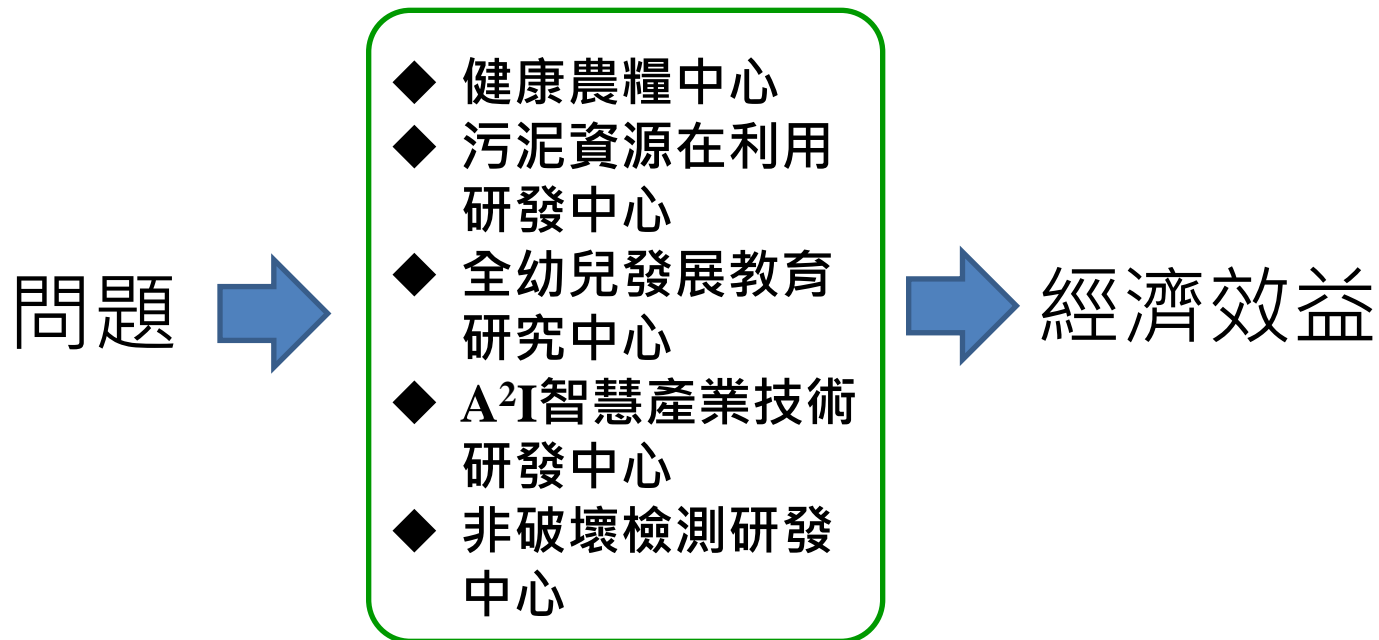 問題
◆ 健康農糧中心
◆ 污泥資源在利用
研發中心
◆ 全幼兒發展教育
研究中心
◆ A²I智慧產業技術
研發中心
◆ 非破壞檢測研發
中心
經濟效益